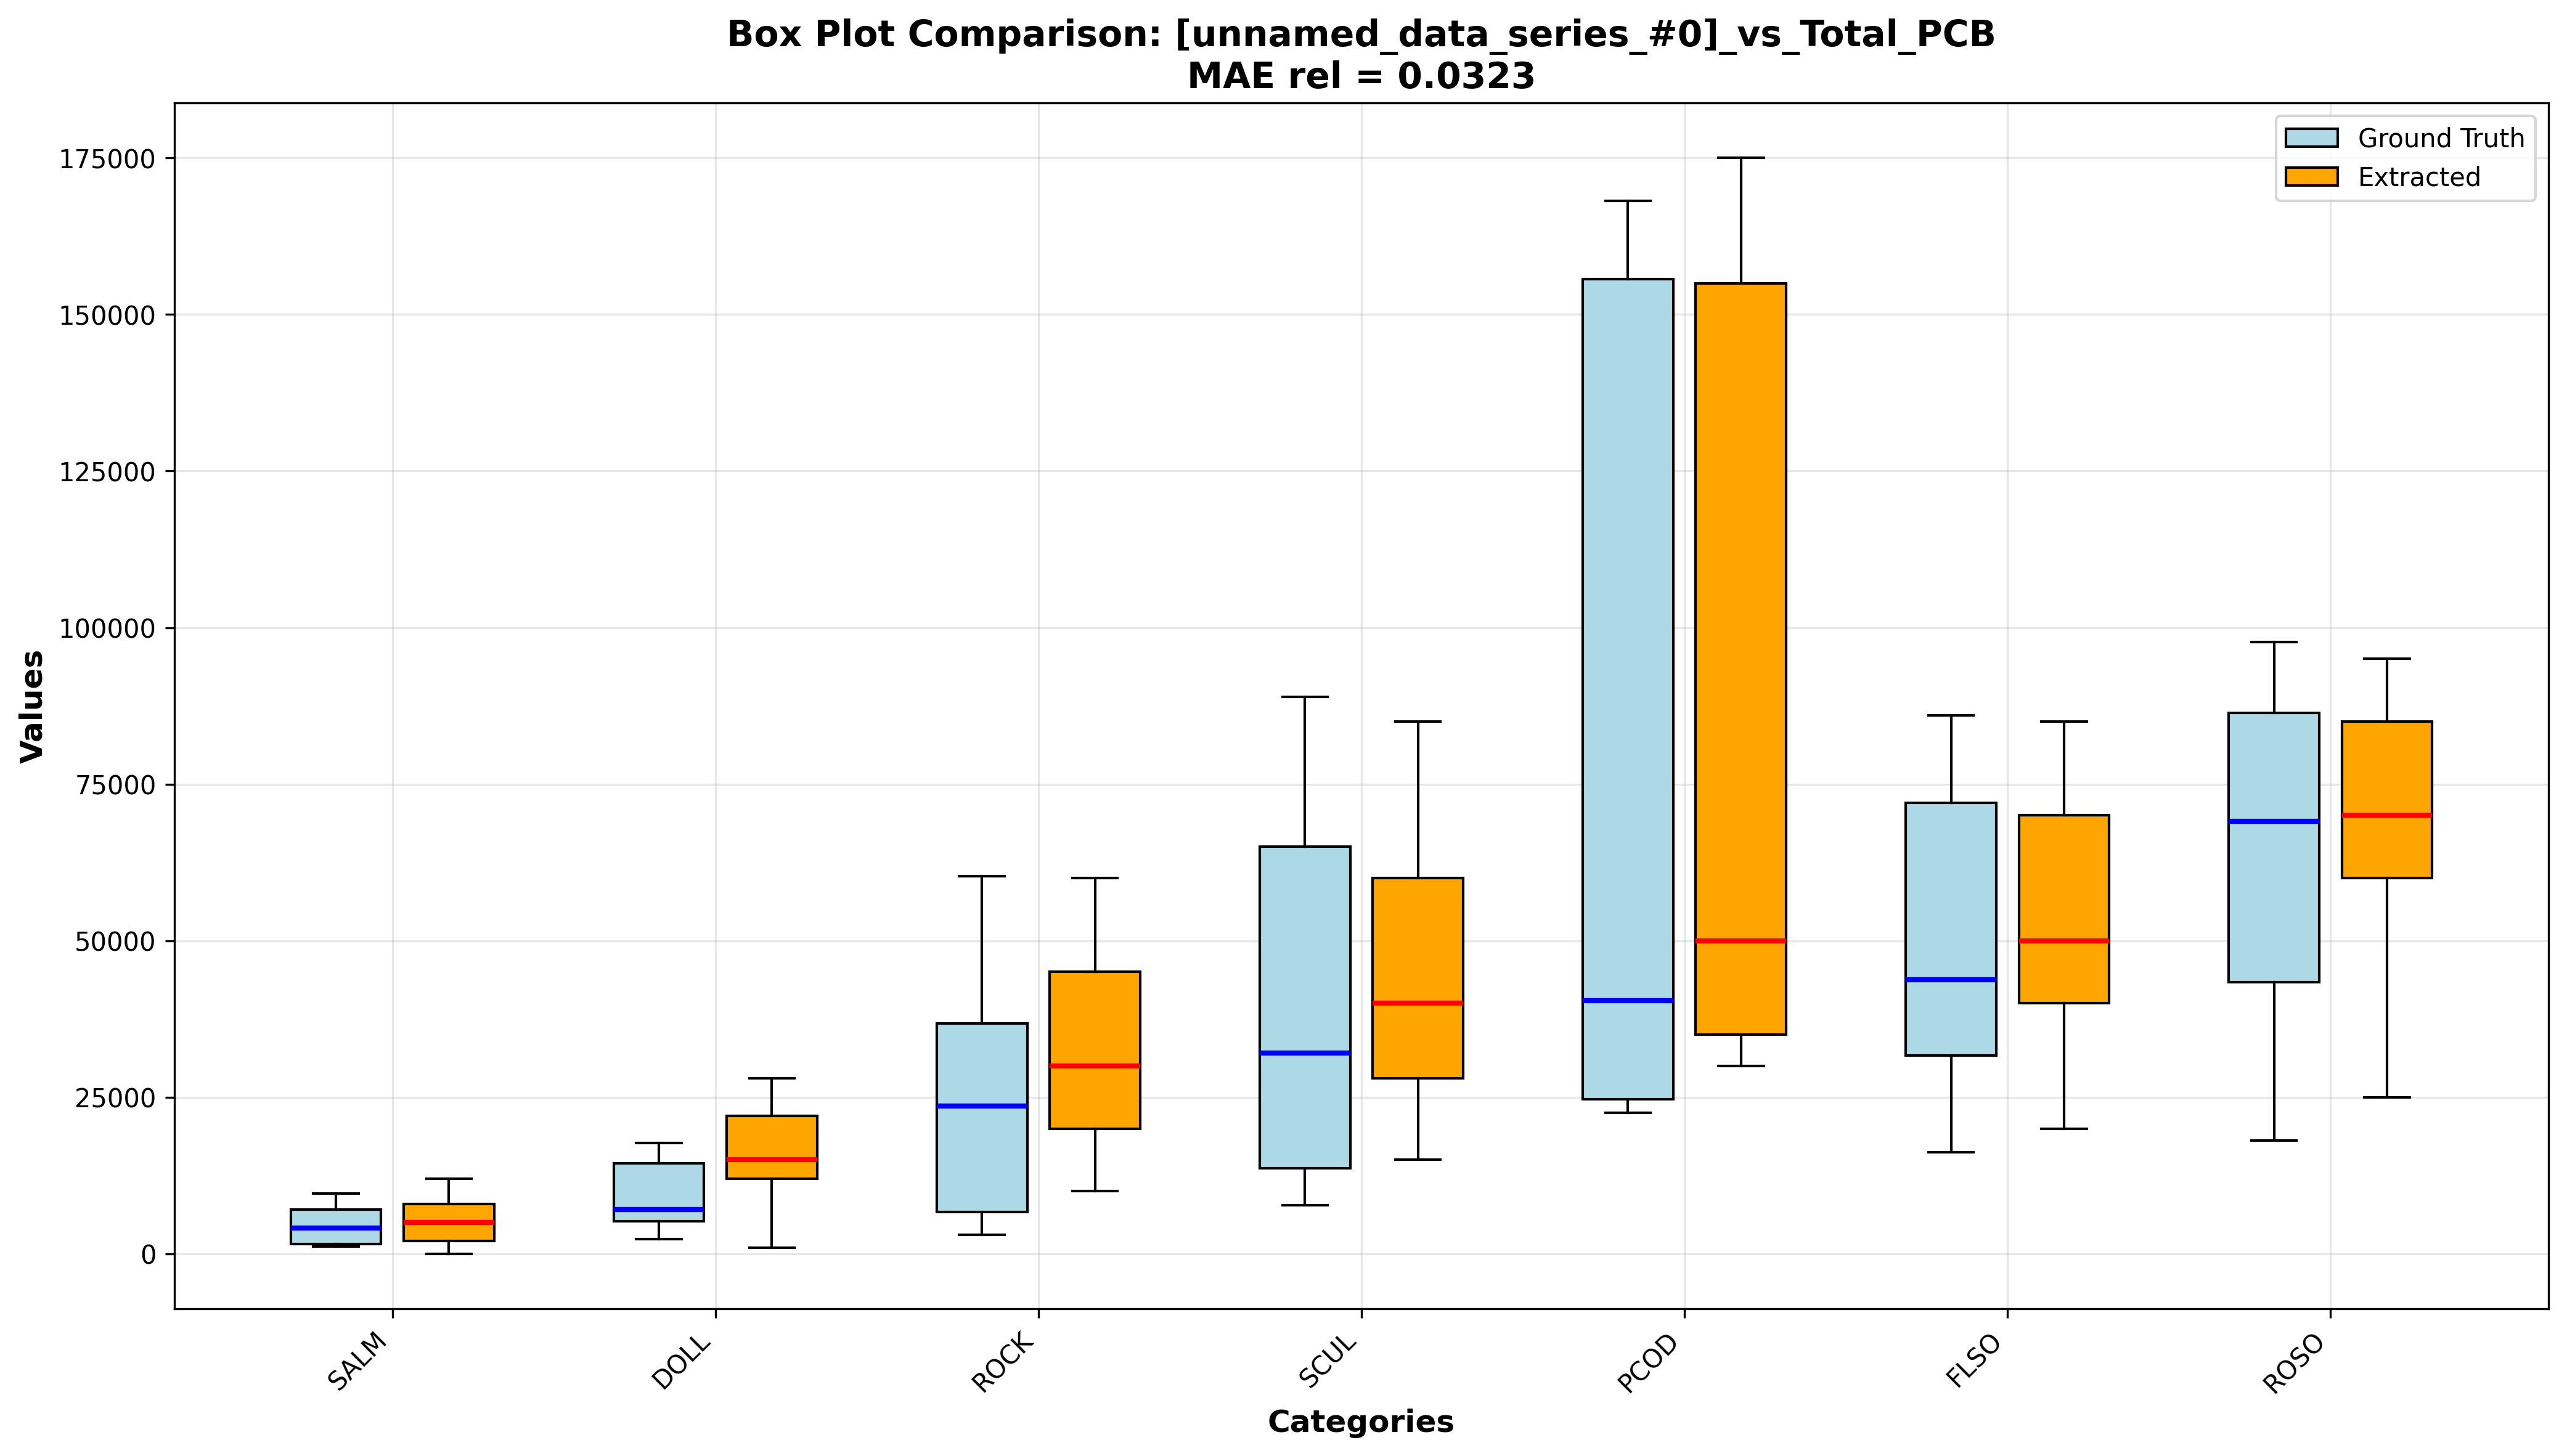 Box Plot Comparison: [unnamed_data_series_#0]_vs_Total_PCB
MAE rel = 0.0323
Ground Truth
Extracted
Values
175000
150000
125000
100000
75000
50000
25000
0
SALM
DOLL
ROCK
SCUL
PCOD
FLSO
ROSO
Categories